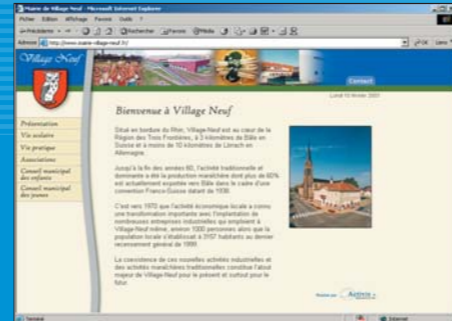 Mairie de Village Neuf - Microsoft Internet Explorer
Fichier Edition Affichage Favoris Outils ?
Précédente Rechercher Favoris Média
Adresse http://www.mairie-village-neuf.fr/ OK Liens
Village Neuf
Contact
Bienvenue à Village Neuf
Présentation
Vie scolaire
Vie pratique
Associations
Conseil municipal
des enfants
Conseil municipal
des jeunes
Situé en bordure du Rhin, Village-Neuf est au cœur de la
Région des Trois Frontières, à 3 kilomètres de Bâle en
Suisse et à moins de 10 kilomètres de Lörrach en
Allemagne.
Jusqu'à la fin des années 60, l'activité traditionnelle et
dominante a été la production maraîchère dont plus de 60%
est actuellement exportée vers Bâle dans le cadre d'une
convention Franco-Suisse datant de 1938.
C'est vers 1970 que l'activité économique locale a connu
une transformation importante avec l'implantation de
nombreuses entreprises industrielles qui emploient à
Village-Neuf même, environ 1000 personnes alors que la
population locale s'établissait à 3157 habitants au dernier
recensement général de 1999.
La coexistence de ces nouvelles activités industrielles et
des activités maraîchères traditionnelles constitue l'atout
majeur de Village-Neuf pour le présent et surtout pour le
futur.
Activis
Terminé Internet